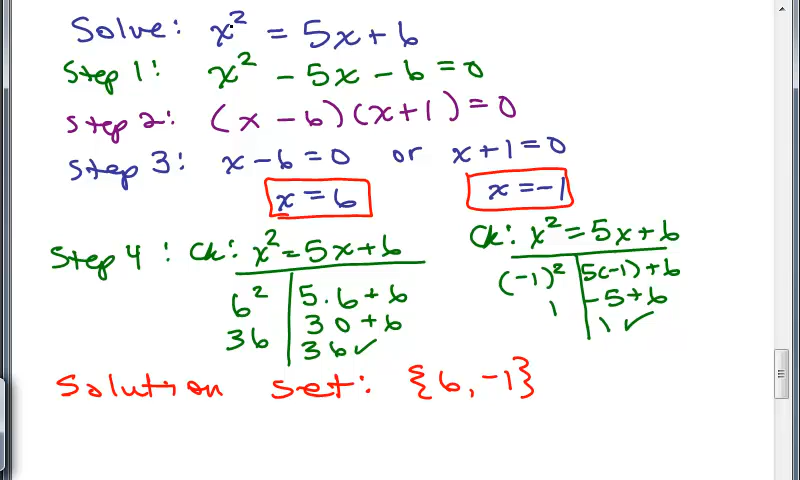 Solve: x² = 5x + 6
Step 1: x² - 5x - 6 = 0
Step 2: (x - 6)(x + 1) = 0
Step 3: x - 6 = 0 or x + 1 = 0
x = 6 x = -1
Step 4: Ck: x² = 5x + 6
6² 5·6 + 6
36 30 + 6
36 ✓
Ck: x² = 5x + 6
(-1)² 5(-1) + 6
1 -5 + 6
1 ✓
Solution set: {6, -1}